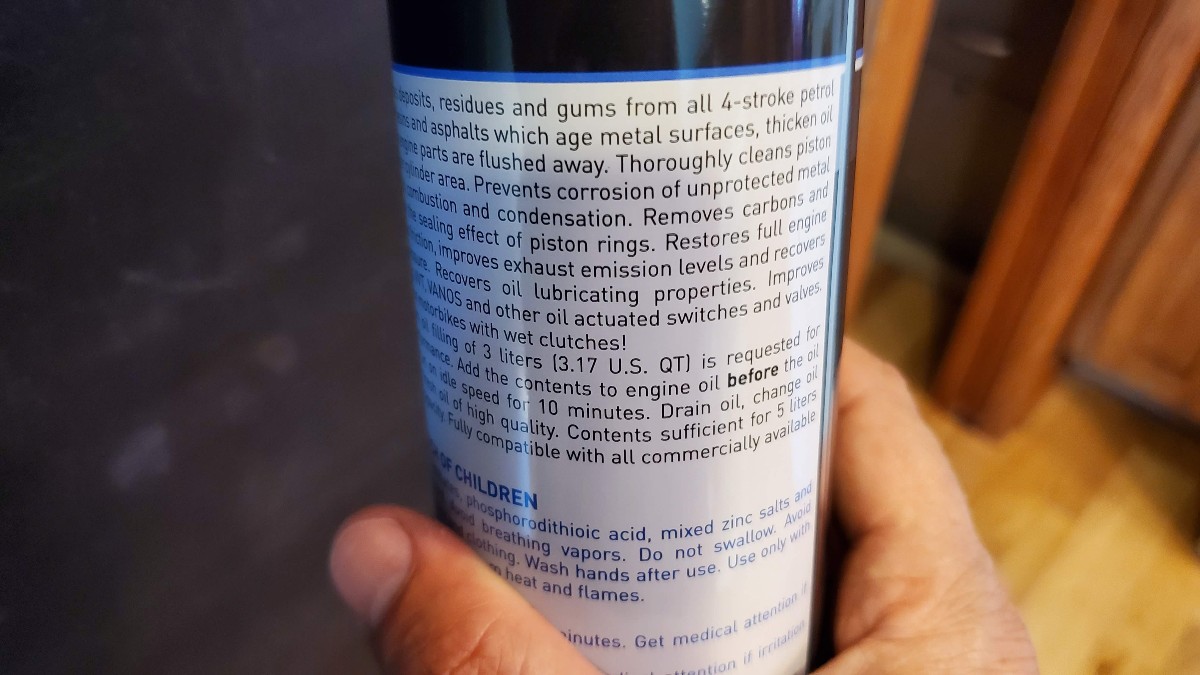 residues and gums from all 4-stroke petrol
and asphalts which age metal surfaces, thicken oil
parts are flushed away. Thoroughly cleans piston
area. Prevents corrosion of unprotected metal
and condensation. Removes carbons and
sealing effect of piston rings. Restores full engine
improves exhaust emission levels and recovers
Recovers oil lubricating properties. Improves
VANOS and other oil actuated switches and valves.
with wet clutches!
filling of 3 liters (3.17 U.S. QT) is requested for
Add the contents to engine oil before the oil
idle speed for 10 minutes. Drain oil, change oil
oil of high quality. Contents sufficient for 5 liters
Fully compatible with all commercially available
OF CHILDREN
phosphorodithioic acid, mixed zinc salts and
breathing vapors. Do not swallow. Avoid
clothing. Wash hands after use. Use only with
heat and flames.
minutes. Get medical attention if
attention if irritation